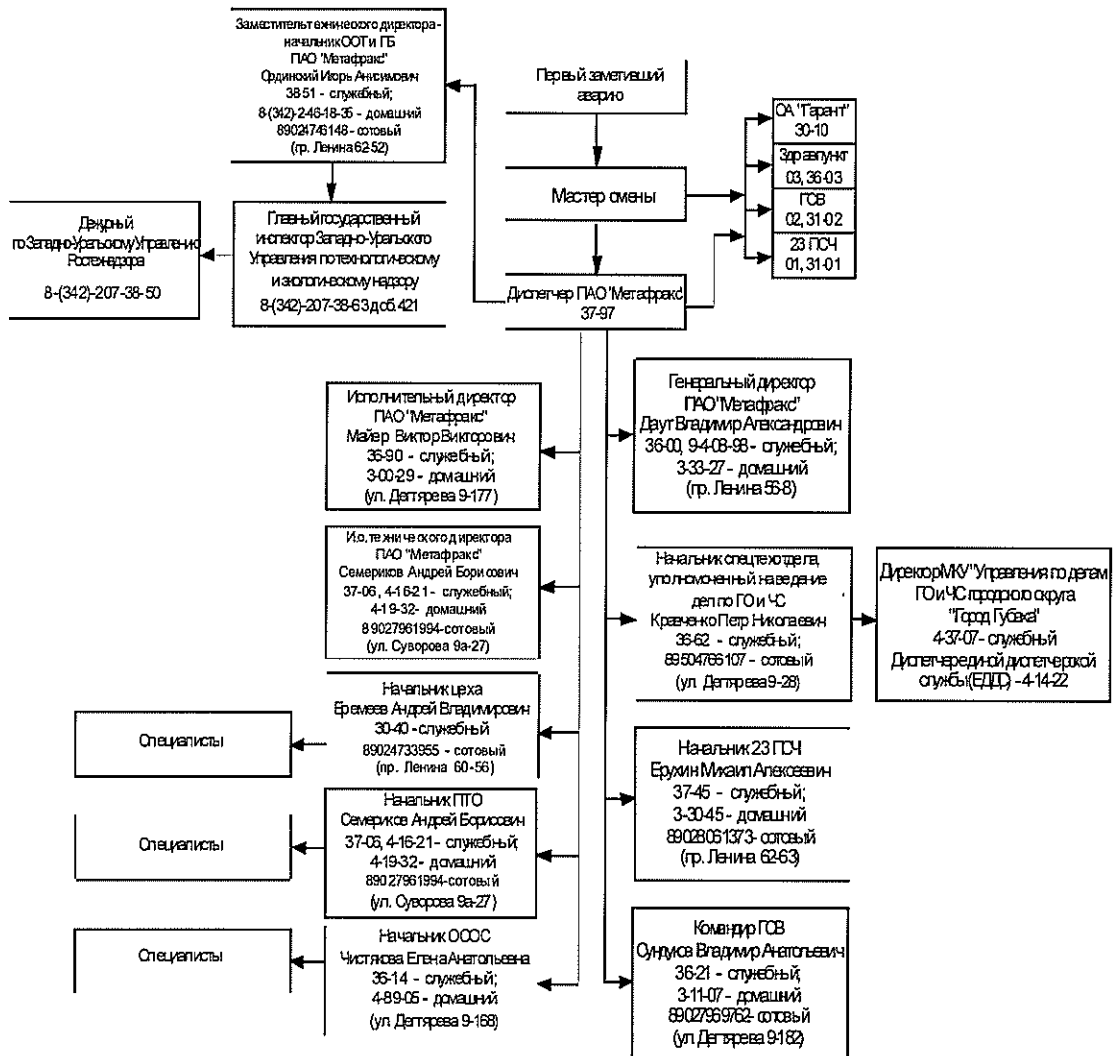 Заместитель технического директора-
начальник ООТ и ПБ
ПАО "Метафракс"
Ординский Игорь Анисимович
38-51 - служебный;
8-(342)-2-46-18-35 - домашний
89024746148 - сотовый
(гр. Ленина 62-52)
Первый заметивший
аварию
ОА "Гарант"
30-10
Здравпункт
03, 36-03
ГСВ
02, 31-02
23 ПСЧ
01, 31-01
Мастер смены
Дежурный
по Западно-Уральскому Управлению
Ростехнадзора
8-(342)-207-38-50
Главный государственный
инспектор Западно-Уральского
Управления по технологическому
и экологическому надзору
8-(342)-207-38-63 доб. 421
Диспетчер ПАО "Метафракс"
37-97
Исполнительный директор
ПАО "Метафракс"
Майер Виктор Викторович
36-90 - служебный;
3-00-29 - домашний
(ул. Дегтярева 9-177)
Генеральный директор
ПАО "Метафракс"
Даут Владимир Александрович
36-00, 9-4-08-98 - служебный;
3-33-27 - домашний
(пр. Ленина 56-8)
И.о. технического директора
ПАО "Метафракс"
Семериков Андрей Борисович
37-06, 4-16-21 - служебный;
4-19-32 - домашний
89027961994-сотовый
(ул. Суворова 9а-27)
Начальник спецтехотдела,
уполномоченный на ведение
дел по ГО и ЧС
Кравченко Петр Николаевич
36-62 - служебный;
89504766107 - сотовый
(ул. Дегтярева 9-28)
Директор МКУ "Управления по делам
ГО и ЧС городского округа
"Город Губаха"
4-37-07 - служебный
Диспетчер единой диспетчерской
службы (ЕДДС) - 4-14-22
Начальник цеха
Еремеев Андрей Владимирович
30-40 - служебный
89024733955 - сотовый
(пр. Ленина 60-56)
Специалисты
Начальник 23 ПСЧ
Ерухин Михаил Алексеевич
37-45 - служебный;
3-30-45 - домашний
89028061373 - сотовый
(пр. Ленина 62-63)
Начальник ПТО
Семериков Андрей Борисович
37-06, 4-16-21 - служебный;
4-19-32 - домашний
89027961994-сотовый
(ул. Суворова 9а-27)
Специалисты
Начальник ОООС
Чистякова Елена Анатольевна
36-14 - служебный;
4-89-05 - домашний
(ул. Дегтярева 9-168)
Специалисты
Командир ГСВ
Сундуков Владимир Анатольевич
36-21 - служебный;
3-11-07 - домашний
89027969762 - сотовый
(ул. Дегтярева 9-182)